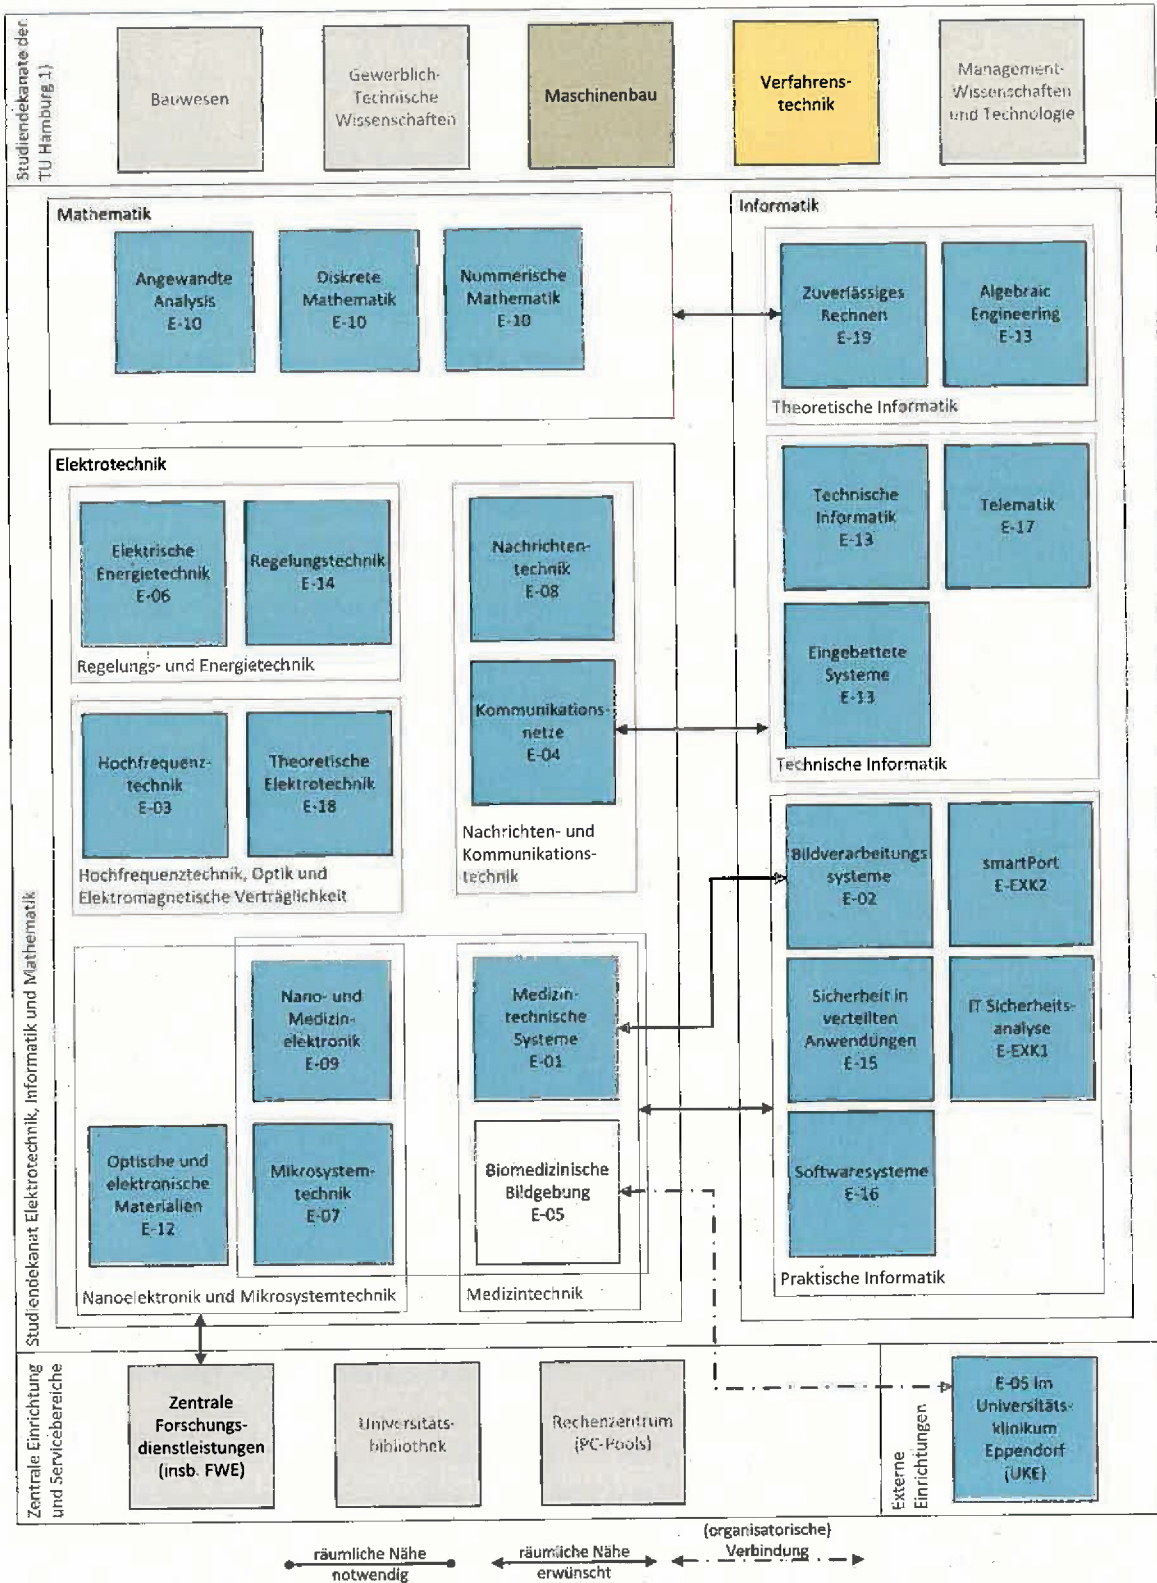 Studiendekanate der
TU Hamburg 1)
Bauwesen
Gewerblich-
Technische
Wissenschaften
Maschinenbau
Verfahrens-
technik
Management-
Wissenschaften
und Technologie
Studiendekanat Elektrotechnik, Informatik und Mathematik
Mathematik
Angewandte
Analysis
E-10
Diskrete
Mathematik
E-10
Nummerische
Mathematik
E-10
Informatik
Zuverlässiges
Rechnen
E-19
Algebraic
Engineering
E-13
Theoretische Informatik
Technische
Informatik
E-13
Telematik
E-17
Eingebettete
Systeme
E-13
Technische Informatik
Bildverarbeitungs
systeme
E-02
smartPort
E-EXK2
Sicherheit in
verteilten
Anwendungen
E-15
IT Sicherheits-
analyse
E-EXK1
Softwaresysteme
E-16
Praktische Informatik
Elektrotechnik
Elektrische
Energietechnik
E-06
Regelungstechnik
E-14
Regelungs- und Energietechnik
Nachrichten-
technik
E-08
Kommunikations-
netze
E-04
Nachrichten- und
Kommunikations-
technik
Hochfrequenz-
technik
E-03
Theoretische
Elektrotechnik
E-18
Hochfrequenztechnik, Optik und
Elektromagnetische Verträglichkeit
Nano- und
Medizin-
elektronik
E-09
Medizin-
technische
Systeme
E-01
Optische und
elektronische
Materialien
E-12
Mikrosystem-
technik
E-07
Biomedizinische
Bildgebung
E-05
Nanoelektronik und Mikrosystemtechnik
Medizintechnik
Zentrale Einrichtung
und Servicebereiche
Zentrale
Forschungs-
dienstleistungen
(insb. FWE)
Universitäts-
bibliothek
Rechenzentrum
(PC-Pools)
Externe
Einrichtungen
E-05 im
Universitäts-
klinikum
Eppendorf
(UKE)
räumliche Nähe
notwendig
räumliche Nähe
erwünscht
(organisatorische)
Verbindung